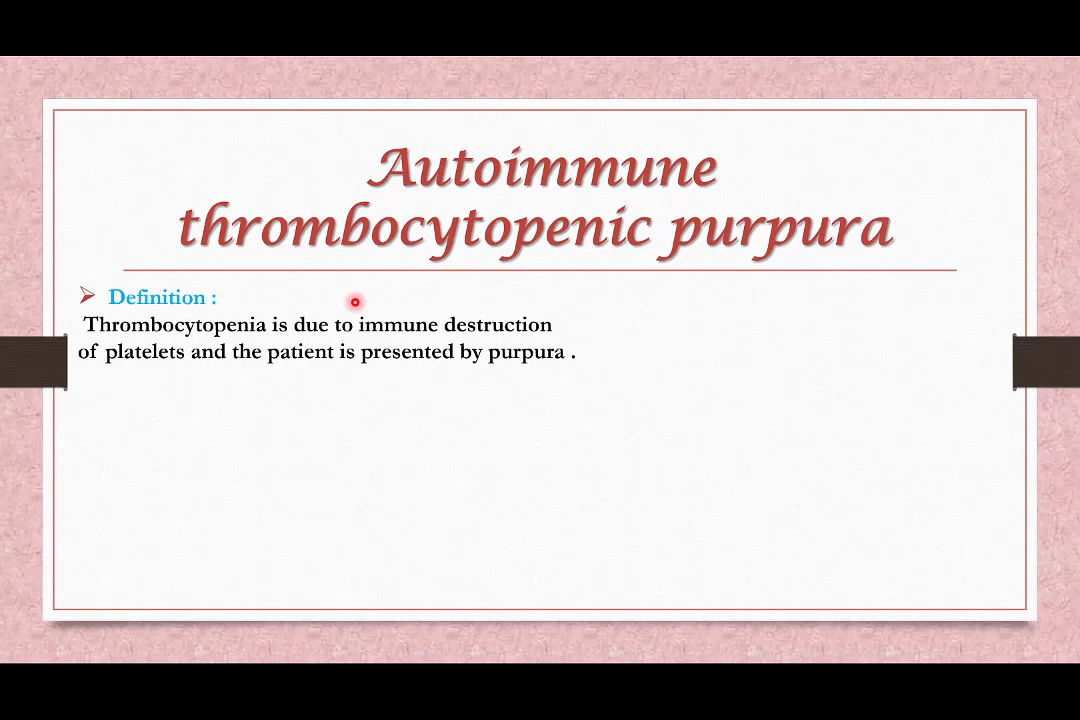 Autoimmune
thrombocytopenic purpura
Definition :
Thrombocytopenia is due to immune destruction
of platelets and the patient is presented by purpura .